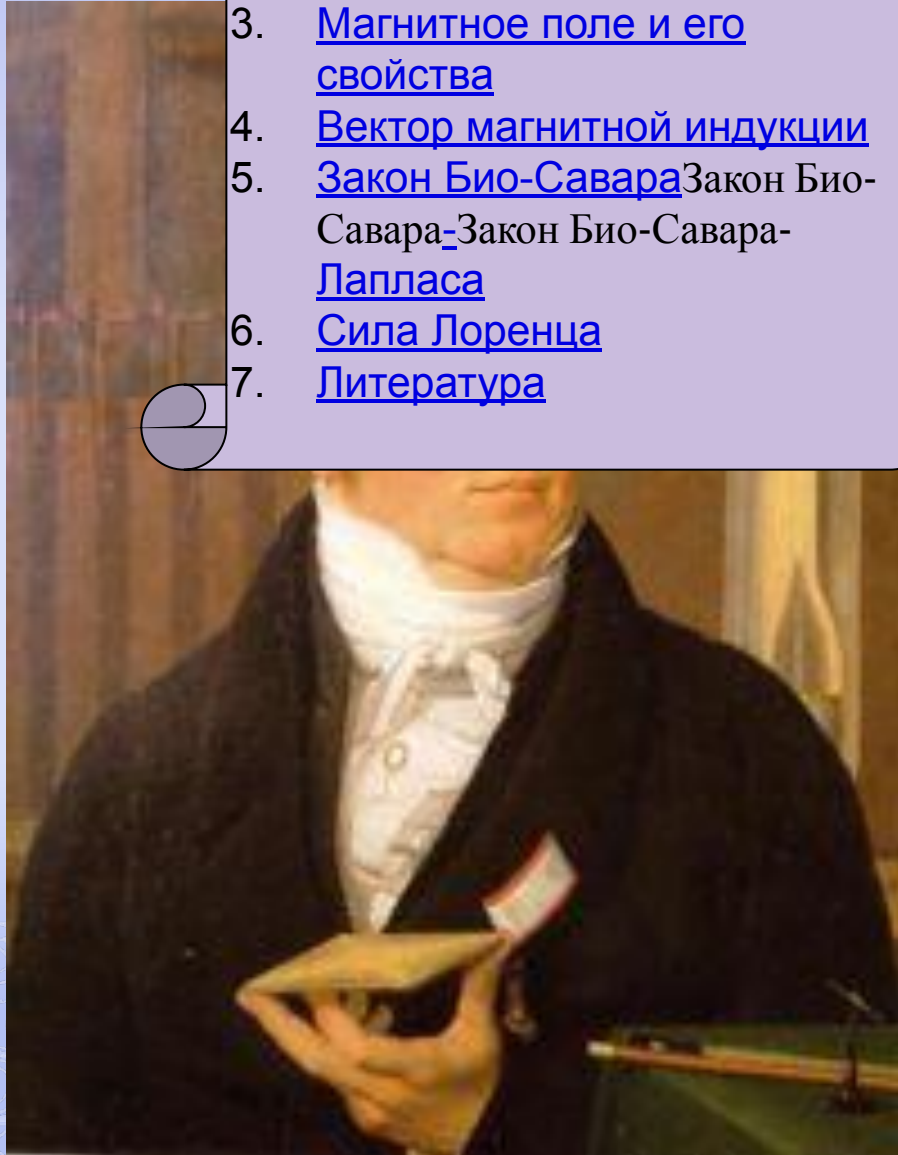 3. Магнитное поле и его
свойства
4. Вектор магнитной индукции
5. Закон Био-СавараЗакон Био-
Савара-Закон Био-Савара-
Лапласа
6. Сила Лоренца
7. Литература